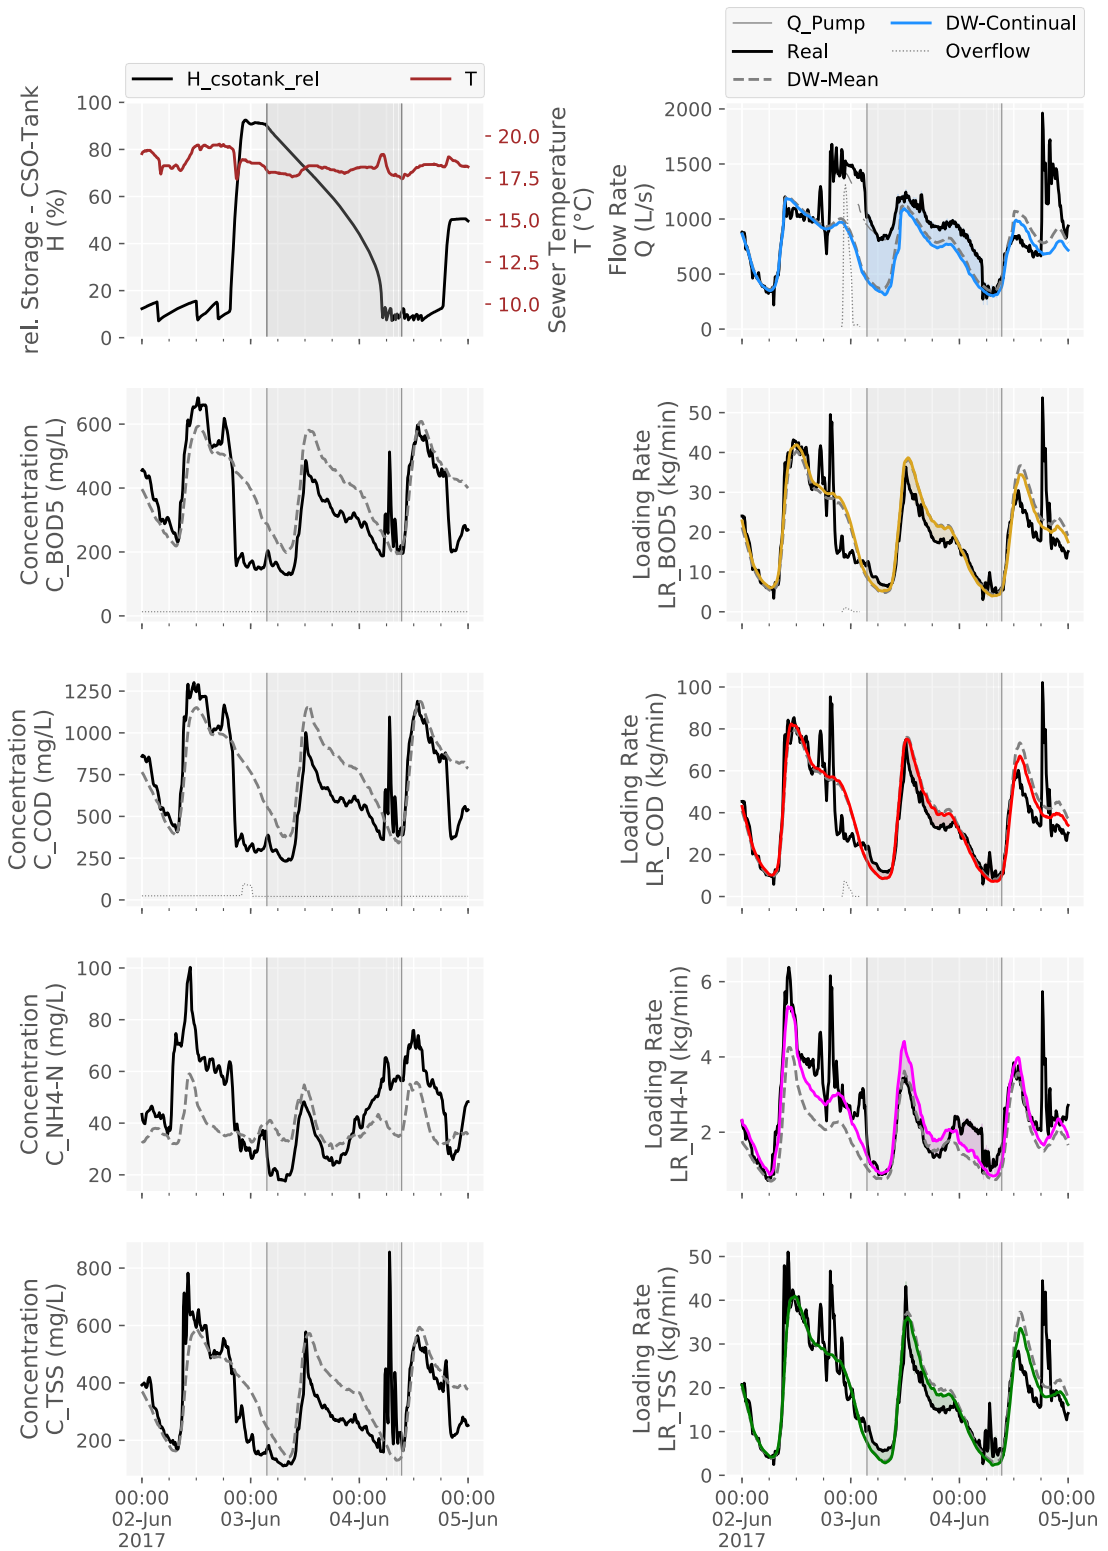 H_csotank_rel
T
Q_Pump
Real
DW-Mean
DW-Continual
Overflow
rel. Storage - CSO-Tank
H (%)
100
80
60
40
20
0
20.0
17.5
15.0
12.5
10.0
Sewer Temperature
T (°C)
Flow Rate
Q (L/s)
2000
1500
1000
500
0
Concentration
C_BOD5 (mg/L)
600
400
200
0
Loading Rate
LR_BOD5 (kg/min)
50
40
30
20
10
0
Concentration
C_COD (mg/L)
1250
1000
750
500
250
0
Loading Rate
LR_COD (kg/min)
100
80
60
40
20
0
Concentration
C_NH4-N (mg/L)
100
80
60
40
20
Loading Rate
LR_NH4-N (kg/min)
6
4
2
Concentration
C_TSS (mg/L)
800
600
400
200
Loading Rate
LR_TSS (kg/min)
50
40
30
20
10
0
00:00 00:00 00:00 00:00
02-Jun 03-Jun 04-Jun 05-Jun
2017
00:00 00:00 00:00 00:00
02-Jun 03-Jun 04-Jun 05-Jun
2017